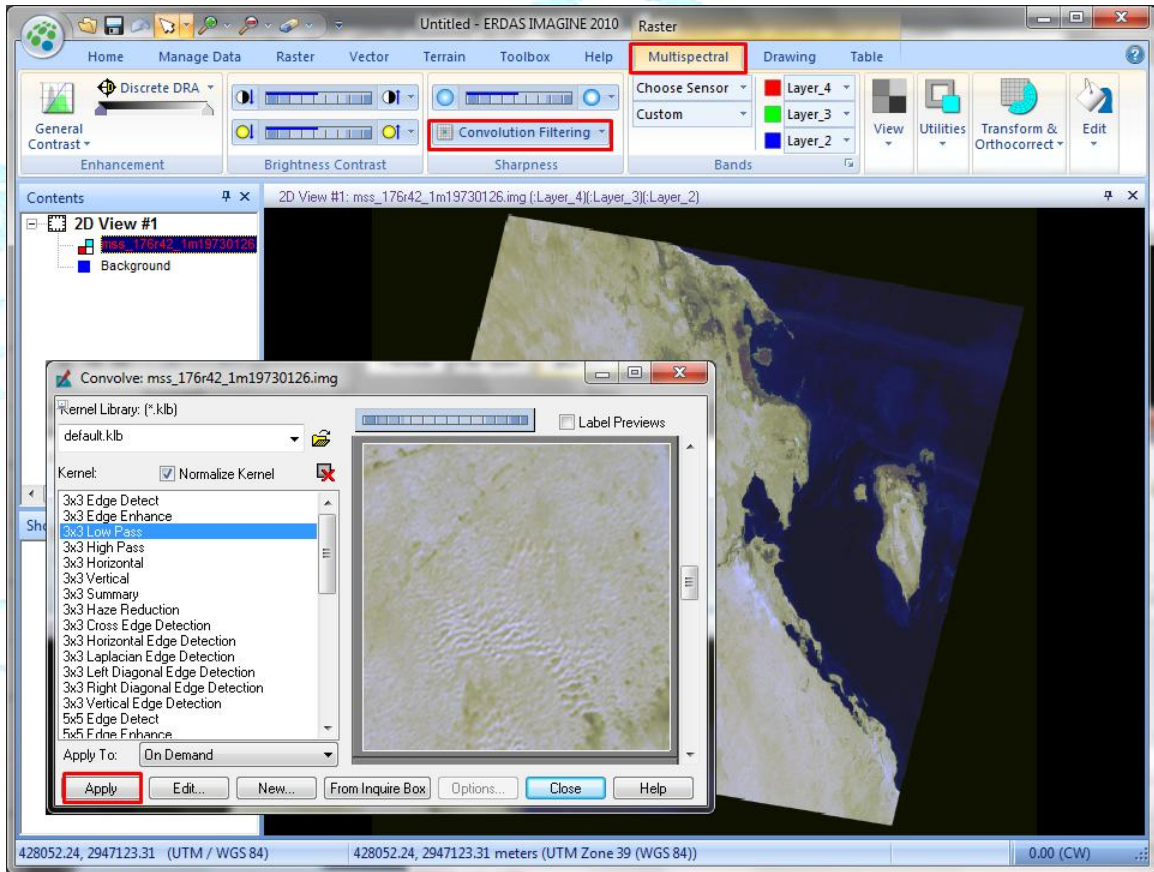 Untitled - ERDAS IMAGINE 2010 Raster
Home Manage Data Raster Vector Terrain Toolbox Help Multispectral Drawing Table
Discrete DRA
General
Contrast
Convolution Filtering
Choose Sensor
Custom
Layer_4
Layer_3
Layer_2
View
Utilities
Transform &
Orthocorrect
Edit
Enhancement Brightness Contrast Sharpness Bands
Contents
2D View #1: mss_176r42_1m19730126.img (:Layer_4)(:Layer_3)(:Layer_2)
2D View #1
mss_176r42_1m19730126
Background
Convolve: mss_176r42_1m19730126.img
Kernel Library: (*.klb)
default.klb
Label Previews
Kernel: Normalize Kernel
3x3 Edge Detect
3x3 Edge Enhance
3x3 Low Pass
3x3 High Pass
3x3 Horizontal
3x3 Vertical
3x3 Summary
3x3 Haze Reduction
3x3 Cross Edge Detection
3x3 Horizontal Edge Detection
3x3 Laplacian Edge Detection
3x3 Left Diagonal Edge Detection
3x3 Right Diagonal Edge Detection
3x3 Vertical Edge Detection
5x5 Edge Detect
5x5 Edge Enhance
Apply To: On Demand
Apply Edit... New... From Inquire Box Options... Close Help
428052.24, 2947123.31 (UTM / WGS 84) 428052.24, 2947123.31 meters (UTM Zone 39 (WGS 84)) 0.00 (CW)